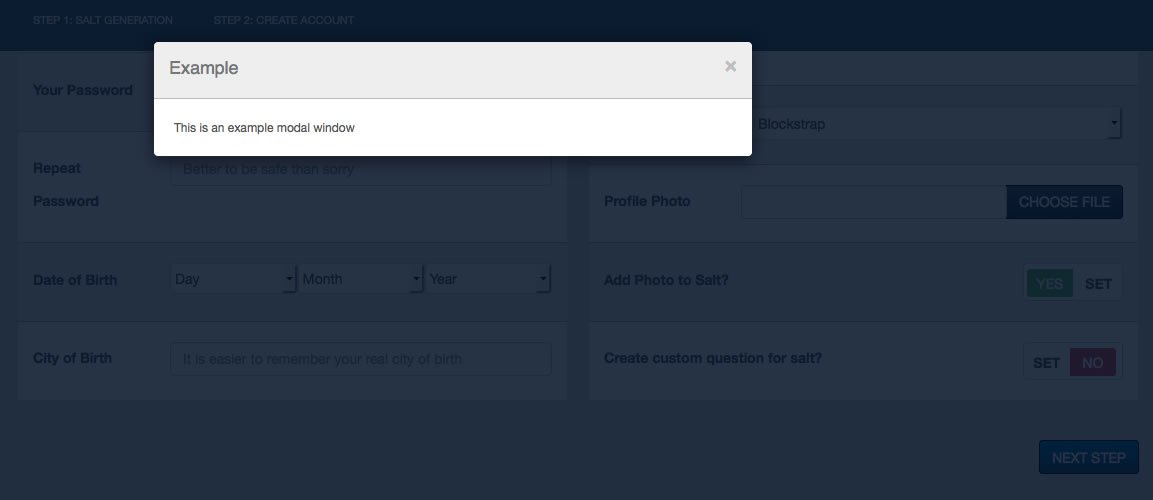 STEP 1: SALT GENERATION STEP 2: CREATE ACCOUNT
Example ×
This is an example modal window
Your Password
Repeat
Password
Better to be safe than sorry
Date of Birth Day Month Year
City of Birth It is easier to remember your real city of birth
Blockstrap
Profile Photo CHOOSE FILE
Add Photo to Salt? YES SET
Create custom question for salt? SET NO
NEXT STEP